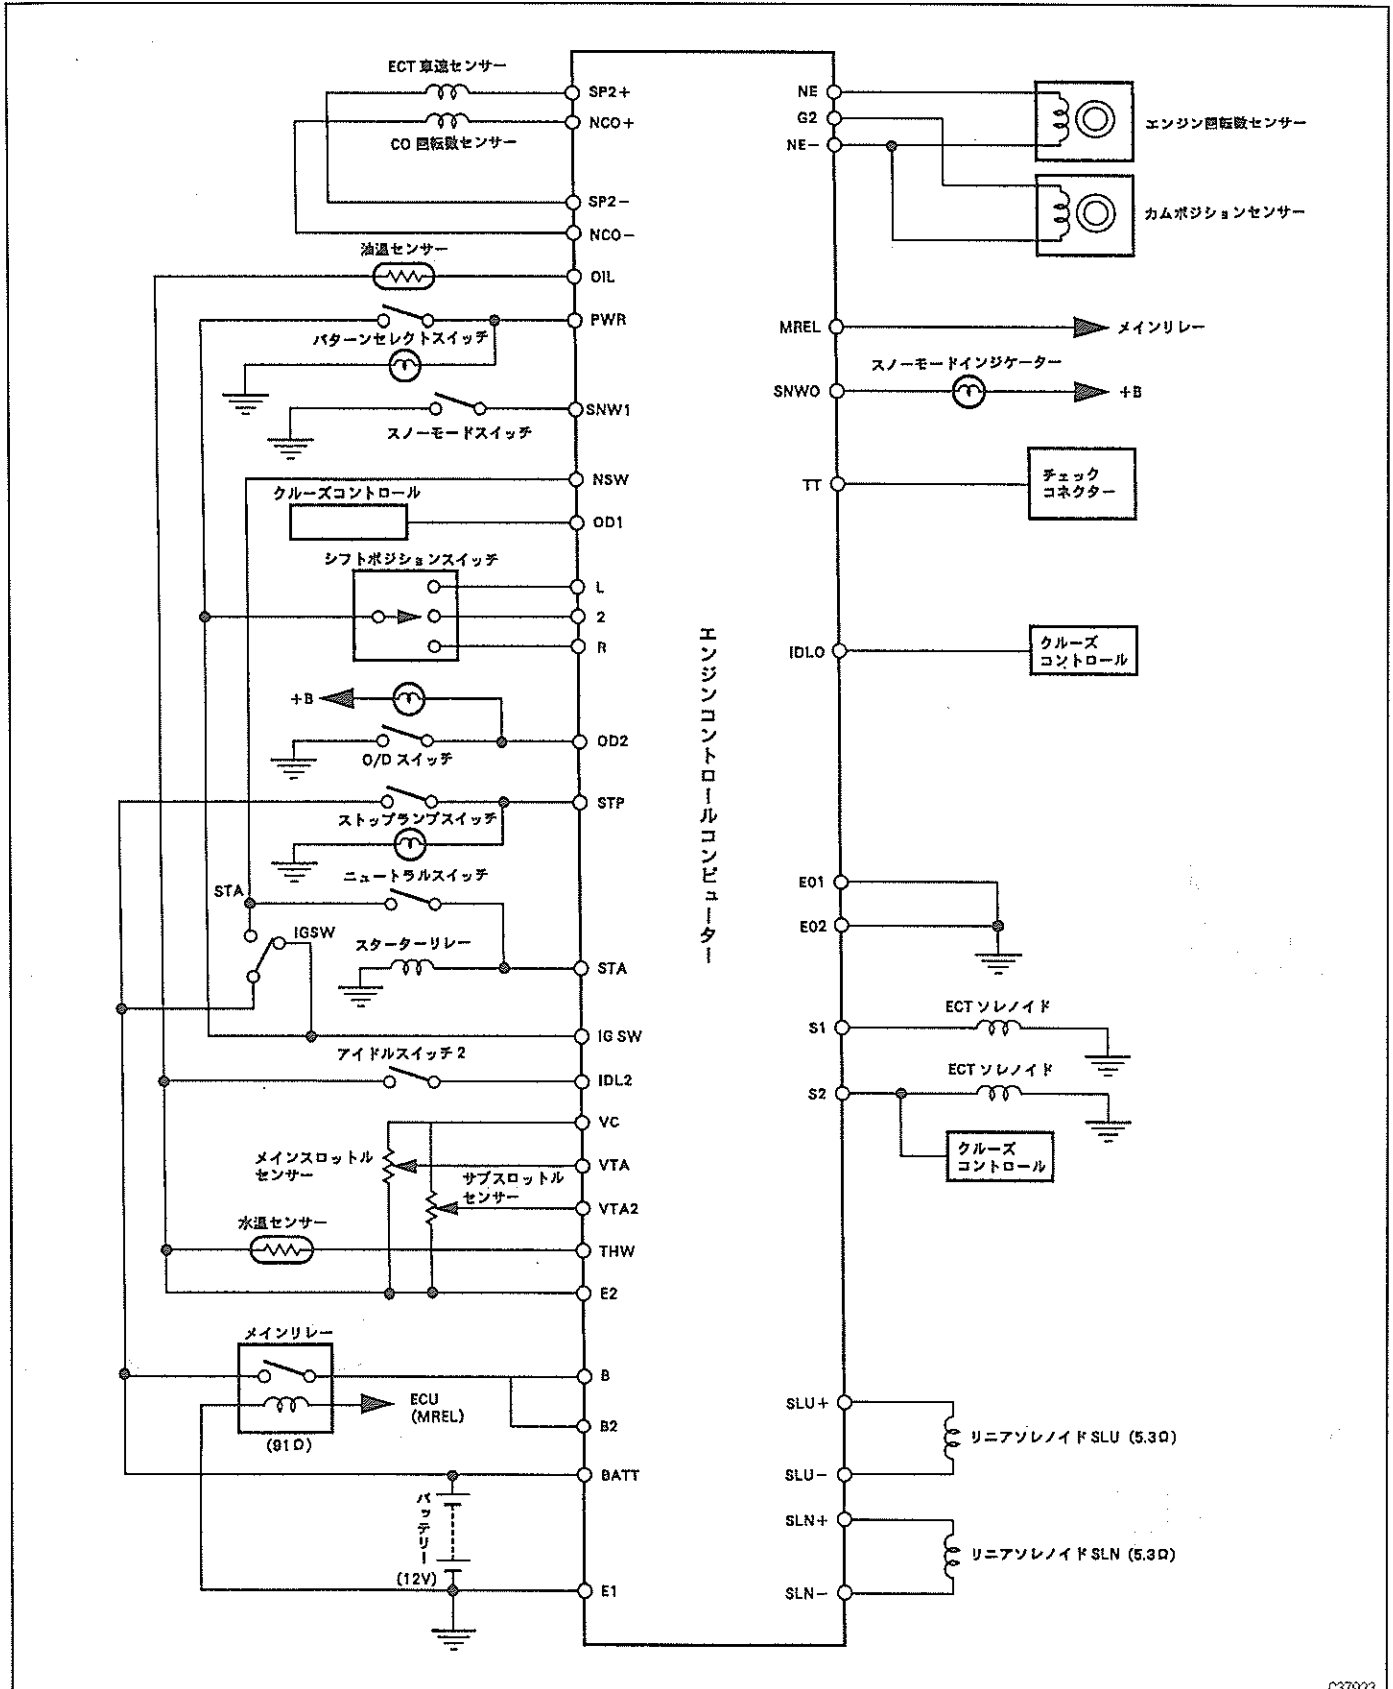 ECT 車速センサー
SP2+
NCO+
CO 回転数センサー
SP2-
NCO-
油温センサー
OIL
PWR
パターンセレクトスイッチ
SNW1
スノーモードスイッチ
NSW
クルーズコントロール
OD1
シフトポジションスイッチ
L
2
R
+B
OD2
O/D スイッチ
STP
ストップランプスイッチ
ニュートラルスイッチ
STA
IGSW
スターターリレー
STA
IG SW
アイドルスイッチ 2
IDL2
VC
メインスロットル
センサー
VTA
サブスロットル
センサー
VTA2
水温センサー
THW
E2
メインリレー
B
ECU
(MREL)
(91Ω)
B2
BATT
バッテリー
(12V)
E1
エンジンコントロールコンピューター
NE
G2
NE-
エンジン回転数センサー
カムポジションセンサー
MREL
メインリレー
スノーモードインジケーター
SNWO
+B
TT
チェック
コネクター
IDLO
クルーズ
コントロール
EO1
EO2
ECT ソレノイド
S1
ECT ソレノイド
S2
クルーズ
コントロール
SLU+
リニアソレノイド SLU (5.3Ω)
SLU-
SLN+
リニアソレノイド SLN (5.3Ω)
SLN-
C37923